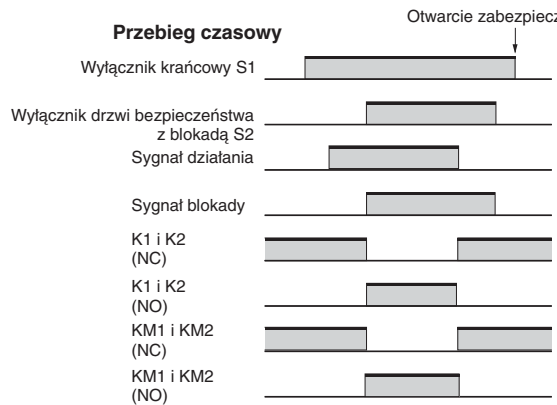 Otwarcie
Przebieg czasowy
Wyłącznik krańcowy S1
Wyłącznik drzwi bezpieczeństwa
z blokadą S2
Sygnał działania
Sygnał blokady
K1 i K2
(NC)
K1 i K2
(NO)
KM1 i KM2
(NC)
KM1 i KM2
(NO)